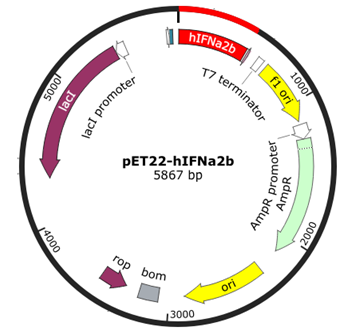 hIFNa2b
T7 terminator
f1 ori
1000
AmpR promoter
AmpR
2000
ori
3000
bom
rop
4000
lacI
5000
lacI promoter
pET22-hIFNa2b
5867 bp